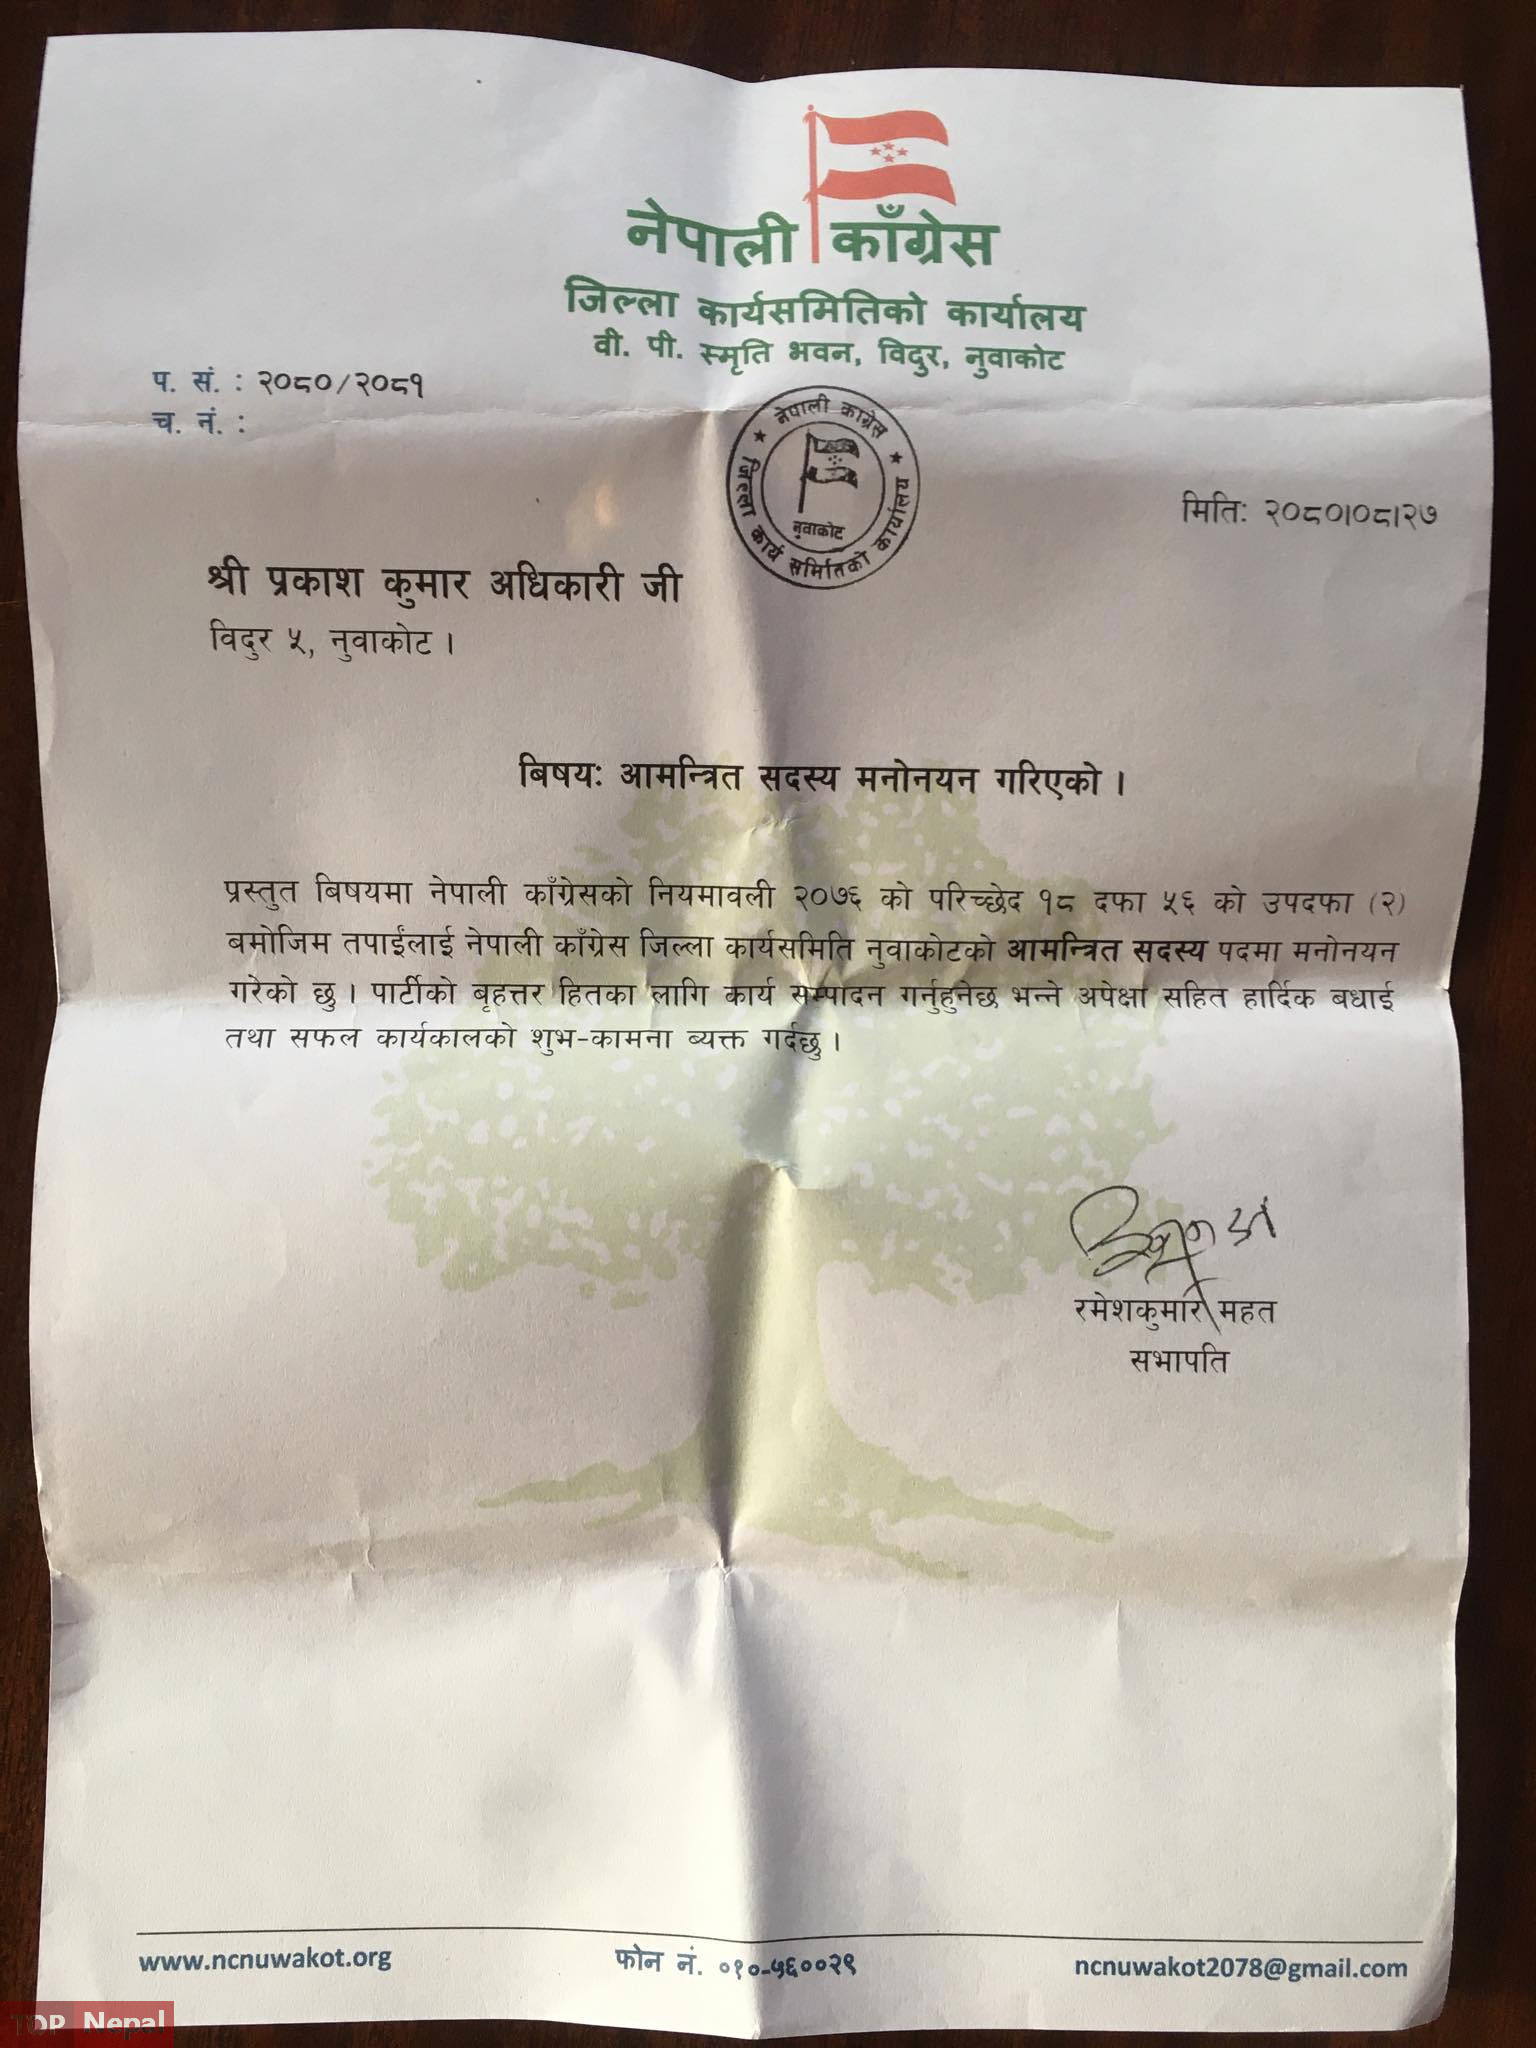 नेपाली काँग्रेस
जिल्ला कार्यसमितिको कार्यालय
वी. पी. स्मृति भवन, विदुर, नुवाकोट
प. सं. : २०८०/२०८१
च. नं. :
नेपाली काग्रेस
जिल्ला कार्य समितिको कार्यालय
नुवाकोट
मितिः २०८०।०८।२७
श्री प्रकाश कुमार अधिकारी जी
विदुर ५, नुवाकोट ।
बिषयः आमन्त्रित सदस्य मनोनयन गरिएको ।
प्रस्तुत बिषयमा नेपाली काँग्रेसको नियमावली २०७६ को परिच्छेद १८ दफा ५६ को उपदफा (२)
बमोजिम तपाईंलाई नेपाली काँग्रेस जिल्ला कार्यसमिति नुवाकोटको आमन्त्रित सदस्य पदमा मनोनयन
गरेको छु । पार्टीको बृहत्तर हितका लागि कार्य सम्पादन गर्नुहुनेछ भन्ने अपेक्षा सहित हार्दिक बधाई
तथा सफल कार्यकालको शुभ-कामना ब्यक्त गर्दछु ।
रमेशकुमार महत
सभापति
www.ncnuwakot.org
फोन नं. ०१०-५६००२९
ncnuwakot2078@gmail.com
TOP Nepal